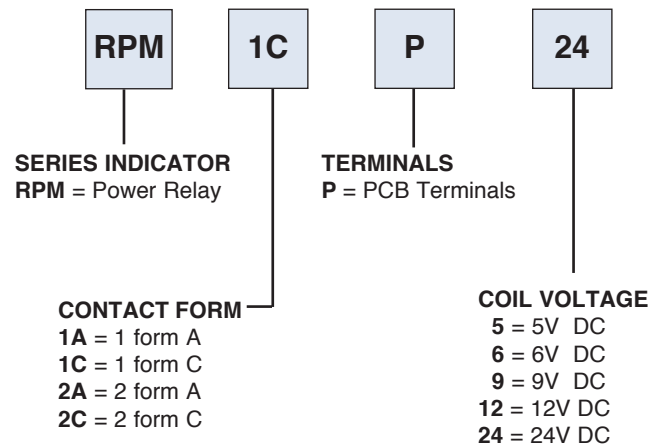 RPM 1C P 24
SERIES INDICATOR
RPM = Power Relay
TERMINALS
P = PCB Terminals
CONTACT FORM
1A = 1 form A
1C = 1 form C
2A = 2 form A
2C = 2 form C
COIL VOLTAGE
5 = 5V DC
6 = 6V DC
9 = 9V DC
12 = 12V DC
24 = 24V DC